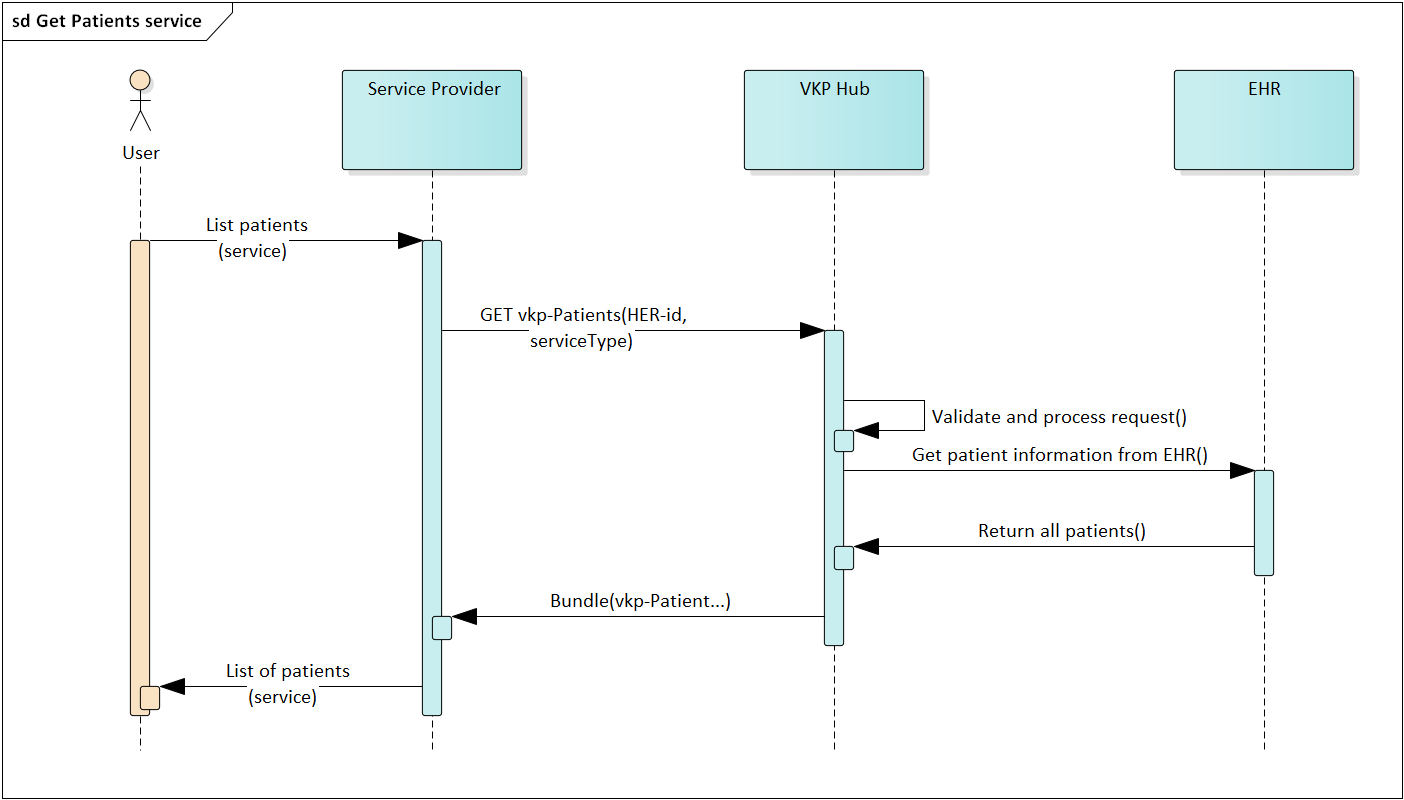 sd Get Patients service
User
Service Provider
VKP Hub
EHR
List patients
(service)
GET vkp-Patients(HER-id,
serviceType)
Validate and process request()
Get patient information from EHR()
Return all patients()
Bundle(vkp-Patient...)
List of patients
(service)